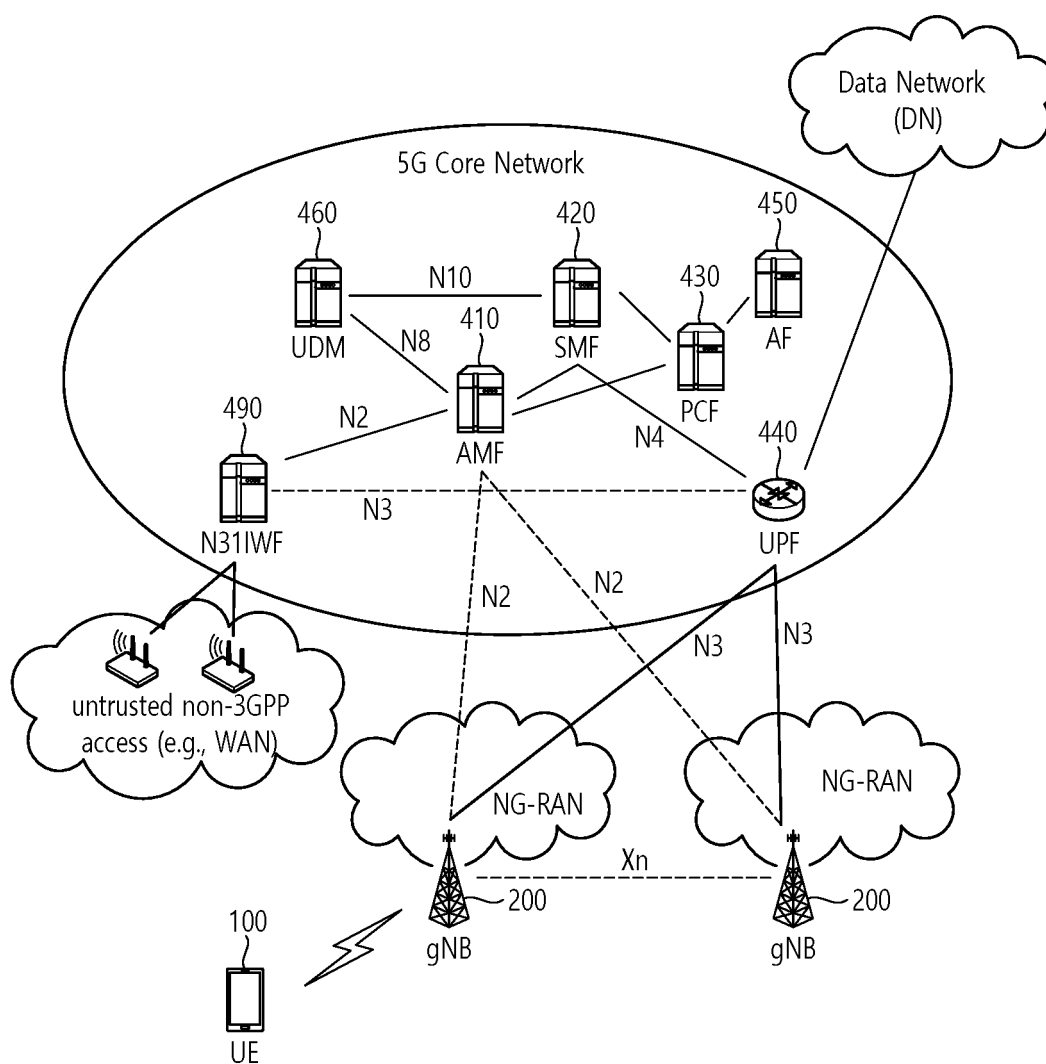 Data Network
(DN)
5G Core Network
460
420
450
430
N10
410
UDM
N8
SMF
AF
PCF
490
N2
N4
440
AMF
N3
N31IWF
UPF
N2
N2
N3
N3
untrusted non-3GPP
access (e.g., WAN)
NG-RAN
NG-RAN
Xn
200
200
gNB
gNB
100
UE